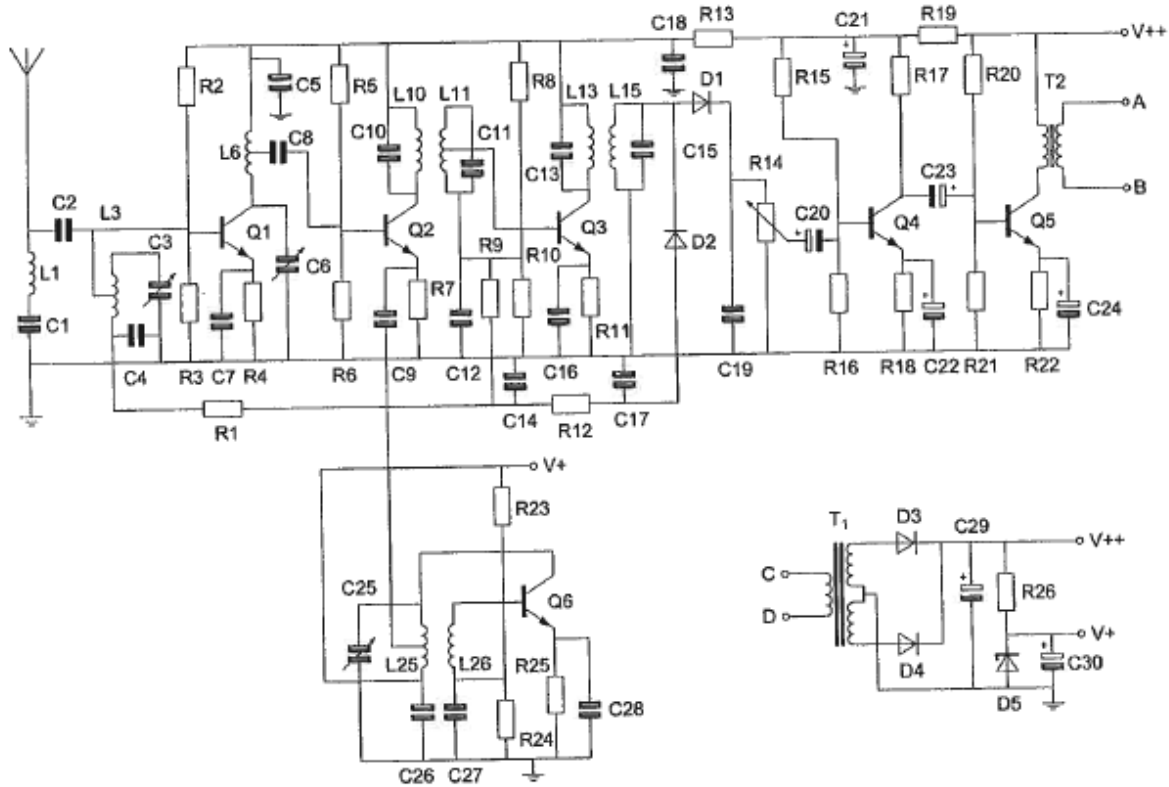 C18 R13 C21 R19
V++
R2 C5 R5 L10 L11 R8 L13 L15 D1 R15 R17 R20 T2
A
C8 C10 C11
L6 C13 C15 R14 C23
B
C2 L3 C3 Q1 Q2 Q3 D2 C20 Q4 Q5
L1 C6 R9 R10
R7
C1 R11 C24
C4 R3 C7 R4 R6 C9 C12 C16 C19 R16 R18 C22 R21 R22
R1 C14 R12 C17
V+
R23
T1 D3 C29
V++
C25 C
Q6 R26
D
L25 L26 R25 D4 V+
C30
C28 D5
R24
C26 C27